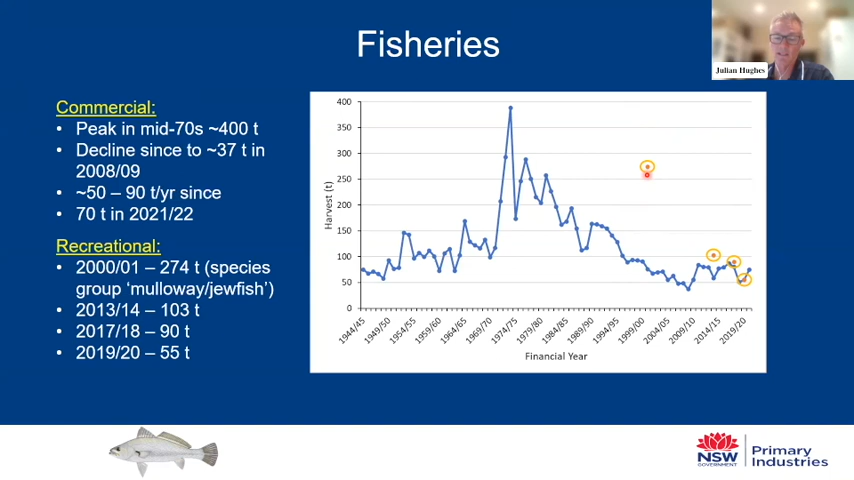 Fisheries
Julian Hughes
Commercial:
• Peak in mid-70s ~400 t
• Decline since to ~37 t in
2008/09
• ~50 – 90 t/yr since
• 70 t in 2021/22
Recreational:
• 2000/01 – 274 t (species
group ‘mulloway/jewfish’)
• 2013/14 – 103 t
• 2017/18 – 90 t
• 2019/20 – 55 t
Harvest (t)
400
350
300
250
200
150
100
50
0
1944/45
1949/50
1954/55
1959/60
1964/65
1969/70
1974/75
1979/80
1984/85
1989/90
1994/95
1999/00
2004/05
2009/10
2014/15
2019/20
Financial Year
NSW
GOVERNMENT
Primary
Industries